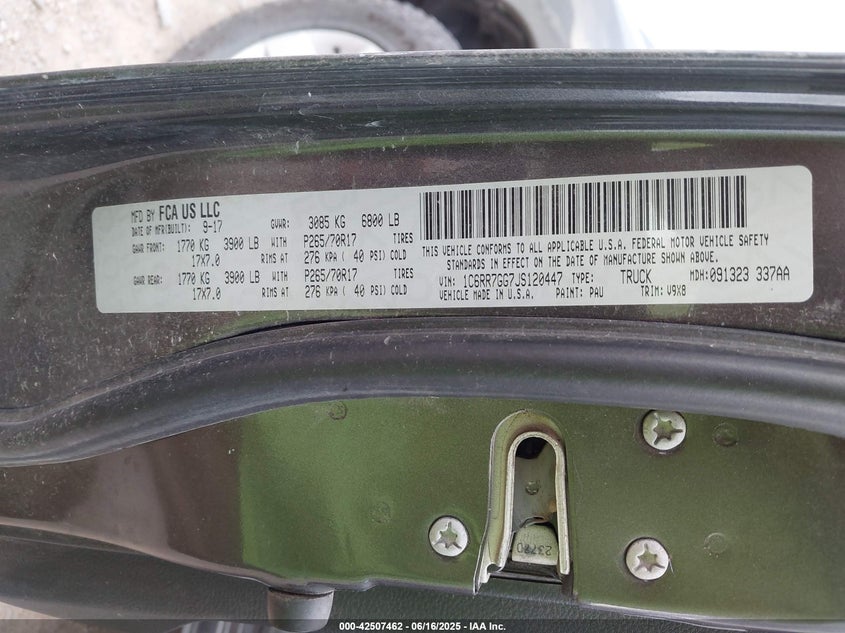 MFD BY FCA US LLC
DATE OF MFR(BUILT): 9-17 GVWR: 3085 KG 6800 LB
GAWR FRONT: 1770 KG 3900 LB WITH P265/70R17 TIRES
17X7.0 RIMS AT 276 KPA ( 40 PSI) COLD
GAWR REAR: 1770 KG 3900 LB WITH P265/70R17 TIRES
17X7.0 RIMS AT 276 KPA ( 40 PSI) COLD
THIS VEHICLE CONFORMS TO ALL APPLICABLE U.S.A. FEDERAL MOTOR VEHICLE SAFETY
STANDARDS IN EFFECT ON THE DATE OF MANUFACTURE SHOWN ABOVE.
VIN: 1C6RR7GG7JS120447 TYPE: TRUCK MDH: 091323 337AA
VEHICLE MADE IN U.S.A. PAINT: PAU TRIM: V9X8
000-42507462 - 06/16/2025 - IAA Inc.